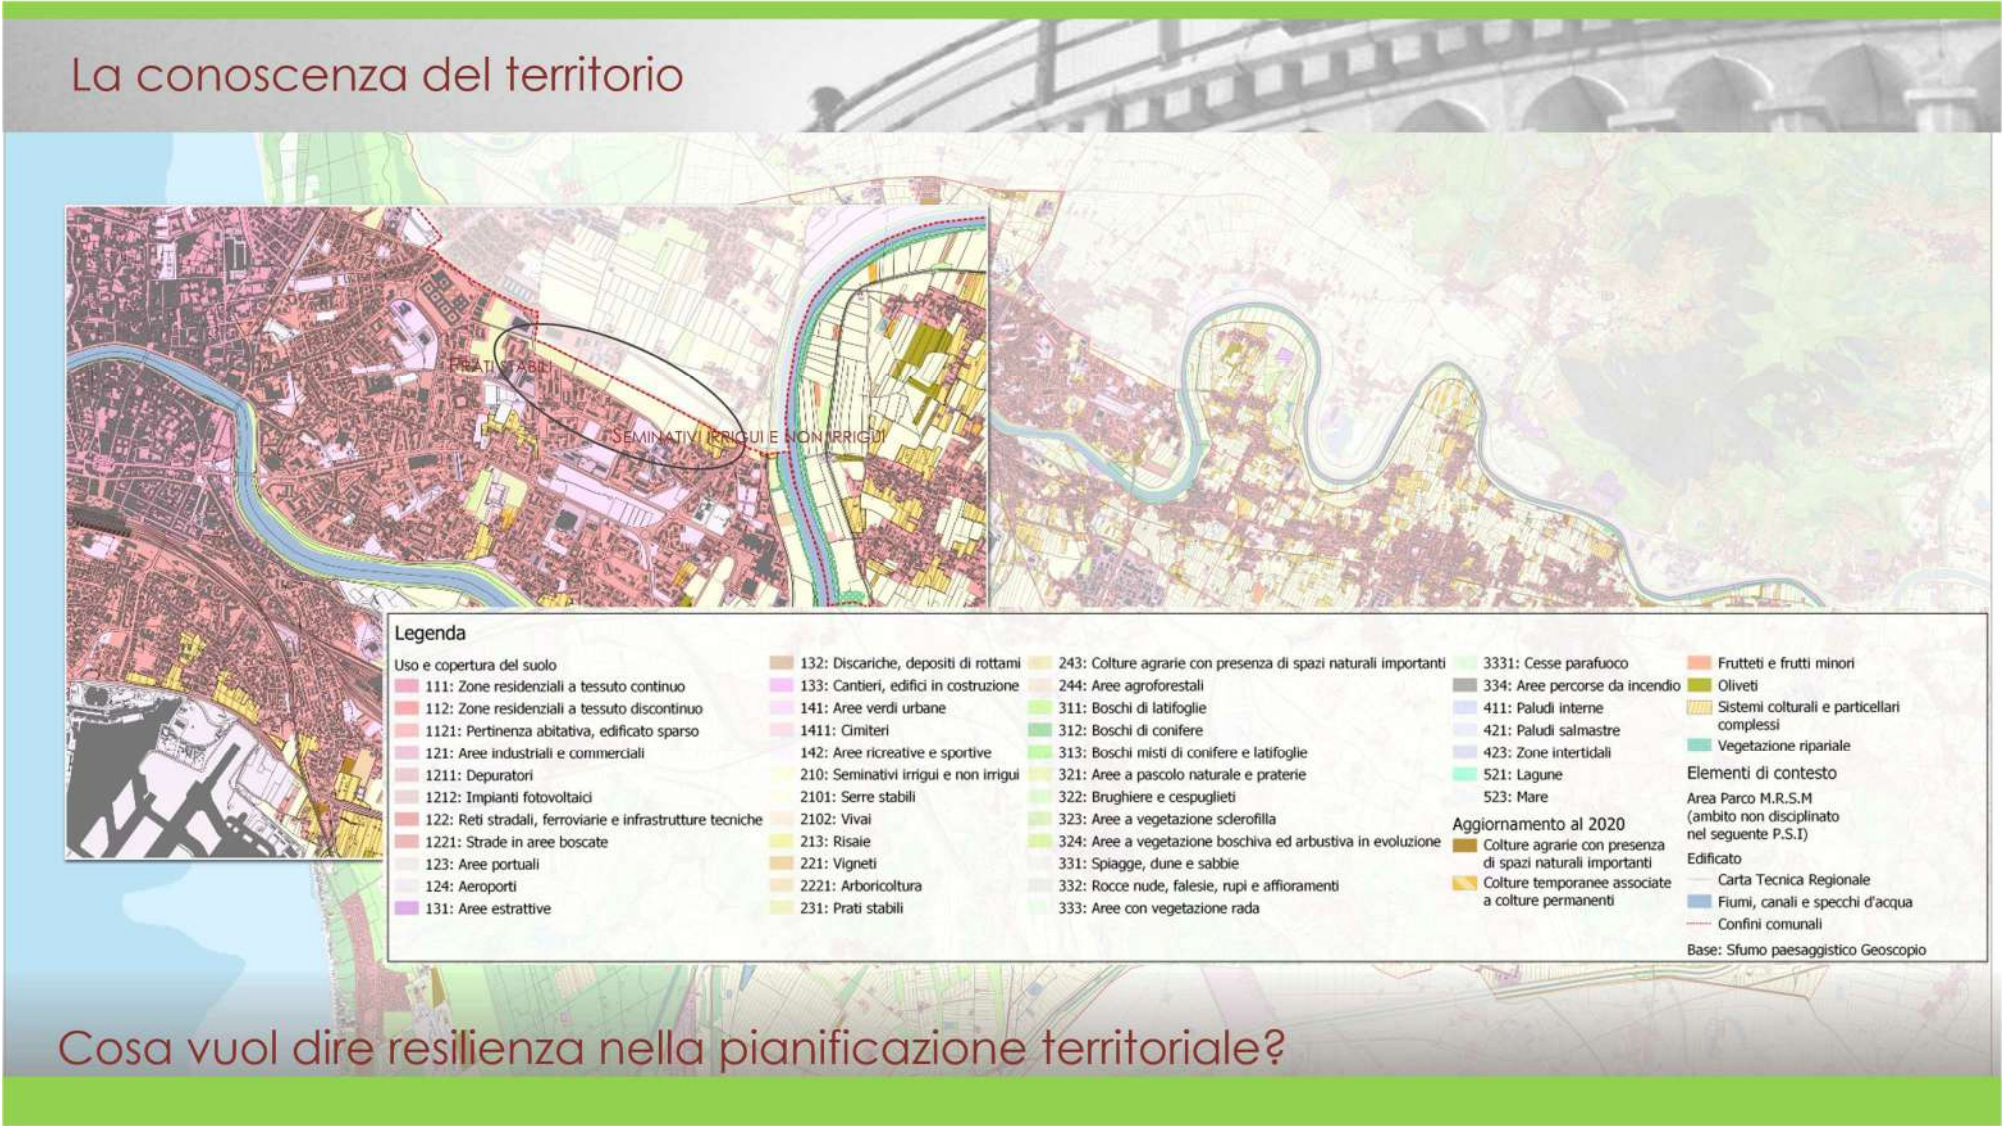 La conoscenza del territorio
PRATI STABILI
SEMINATIVI IRRIGUI E NON IRRIGUI
Legenda
Uso e copertura del suolo
111: Zone residenziali a tessuto continuo
112: Zone residenziali a tessuto discontinuo
1121: Pertinenza abitativa, edificato sparso
121: Aree industriali e commerciali
1211: Depuratori
1212: Impianti fotovoltaici
122: Reti stradali, ferroviarie e infrastrutture tecniche
1221: Strade in aree boscate
123: Aree portuali
124: Aeroporti
131: Aree estrattive
132: Discariche, depositi di rottami
133: Cantieri, edifici in costruzione
141: Aree verdi urbane
1411: Cimiteri
142: Aree ricreative e sportive
210: Seminativi irrigui e non irrigui
2101: Serre stabili
2102: Vivai
213: Risaie
221: Vigneti
2221: Arboricoltura
231: Prati stabili
243: Colture agrarie con presenza di spazi naturali importanti
244: Aree agroforestali
311: Boschi di latifoglie
312: Boschi di conifere
313: Boschi misti di conifere e latifoglie
321: Aree a pascolo naturale e praterie
322: Brughiere e cespuglieti
323: Aree a vegetazione sclerofilla
324: Aree a vegetazione boschiva ed arbustiva in evoluzione
331: Spiagge, dune e sabbie
332: Rocce nude, falesie, rupi e affioramenti
333: Aree con vegetazione rada
3331: Cesse parafuoco
334: Aree percorse da incendio
411: Paludi interne
421: Paludi salmastre
423: Zone intertidali
521: Lagune
523: Mare
Aggiornamento al 2020
Colture agrarie con presenza
di spazi naturali importanti
Colture temporanee associate
a colture permanenti
Frutteti e frutti minori
Oliveti
Sistemi colturali e particellari
complessi
Vegetazione ripariale
Elementi di contesto
Area Parco M.R.S.M
(ambito non disciplinato
nel seguente P.S.I)
Edificato
Carta Tecnica Regionale
Fiumi, canali e specchi d'acqua
Confini comunali
Base: Sfumo paesaggistico Geoscopio
Cosa vuol dire resilienza nella pianificazione territoriale?